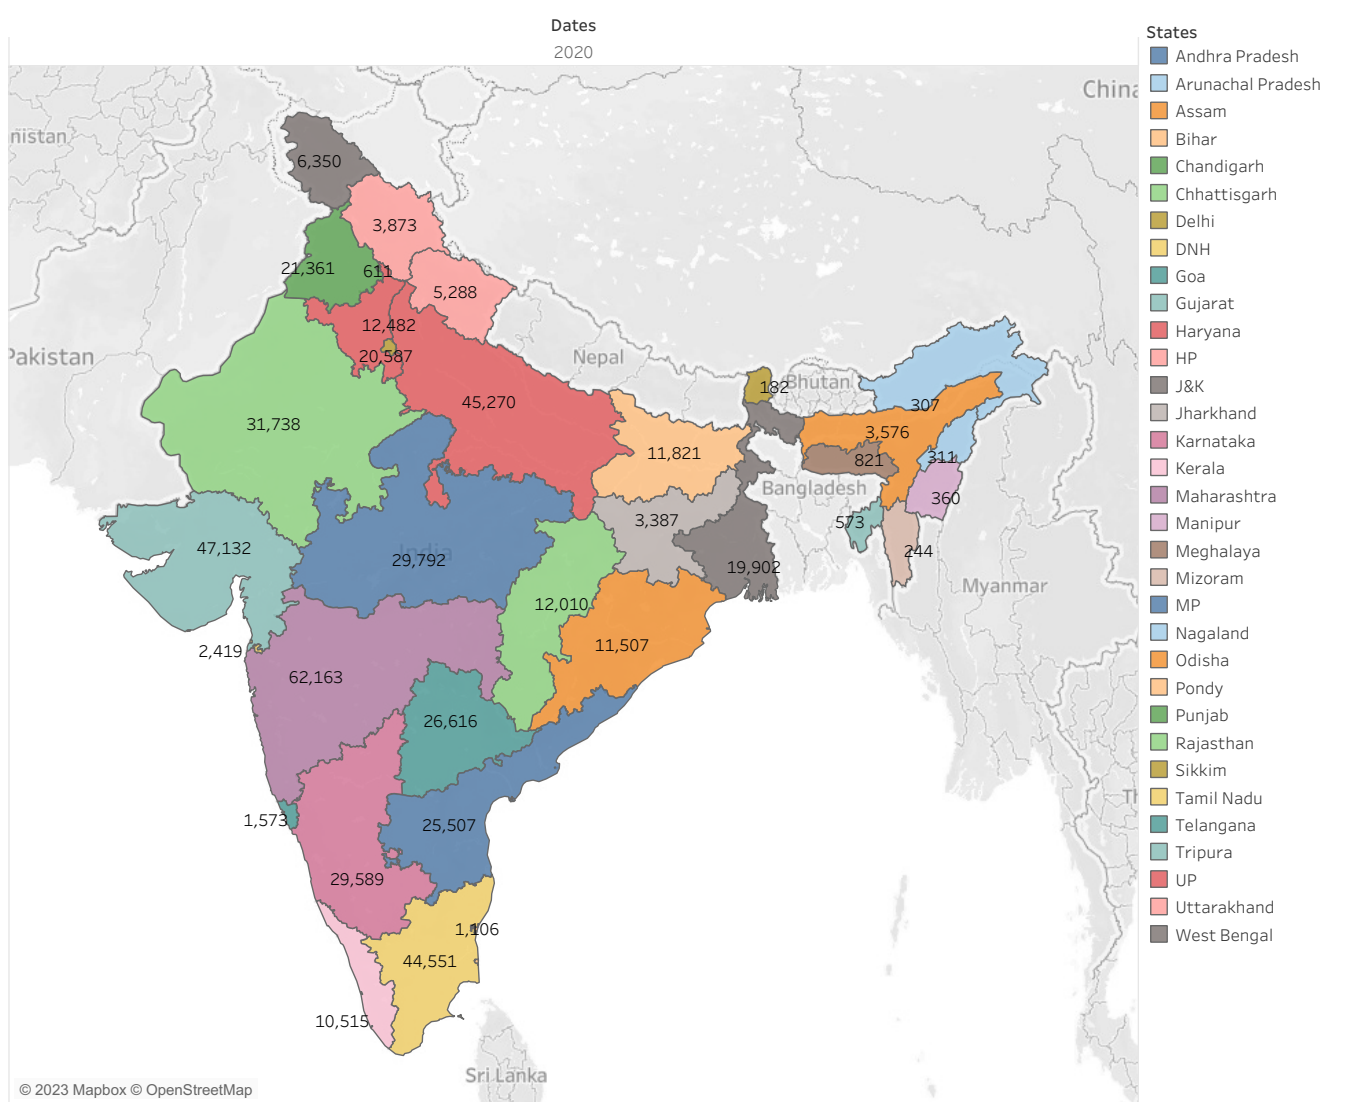 Dates
2020
States
Andhra Pradesh
Arunachal Pradesh
Assam
Bihar
Chandigarh
Chhattisgarh
Delhi
DNH
Goa
Gujarat
Haryana
HP
J&K
Jharkhand
Karnataka
Kerala
Maharashtra
Manipur
Meghalaya
Mizoram
MP
Nagaland
Odisha
Pondy
Punjab
Rajasthan
Sikkim
Tamil Nadu
Telangana
Tripura
UP
Uttarakhand
West Bengal
China
nistan
6,350
3,873
21,361
611
5,288
12,482
Pakistan
20,587
Nepal
182
Bhutan
45,270
307
31,738
3,576
11,821
311
821
Bangladesh
360
3,387
573
47,132
India
29,792
244
19,902
Myanmar
12,010
2,419
11,507
62,163
26,616
Th
1,573
25,507
29,589
1,106
44,551
10,515
Sri Lanka
© 2023 Mapbox © OpenStreetMap